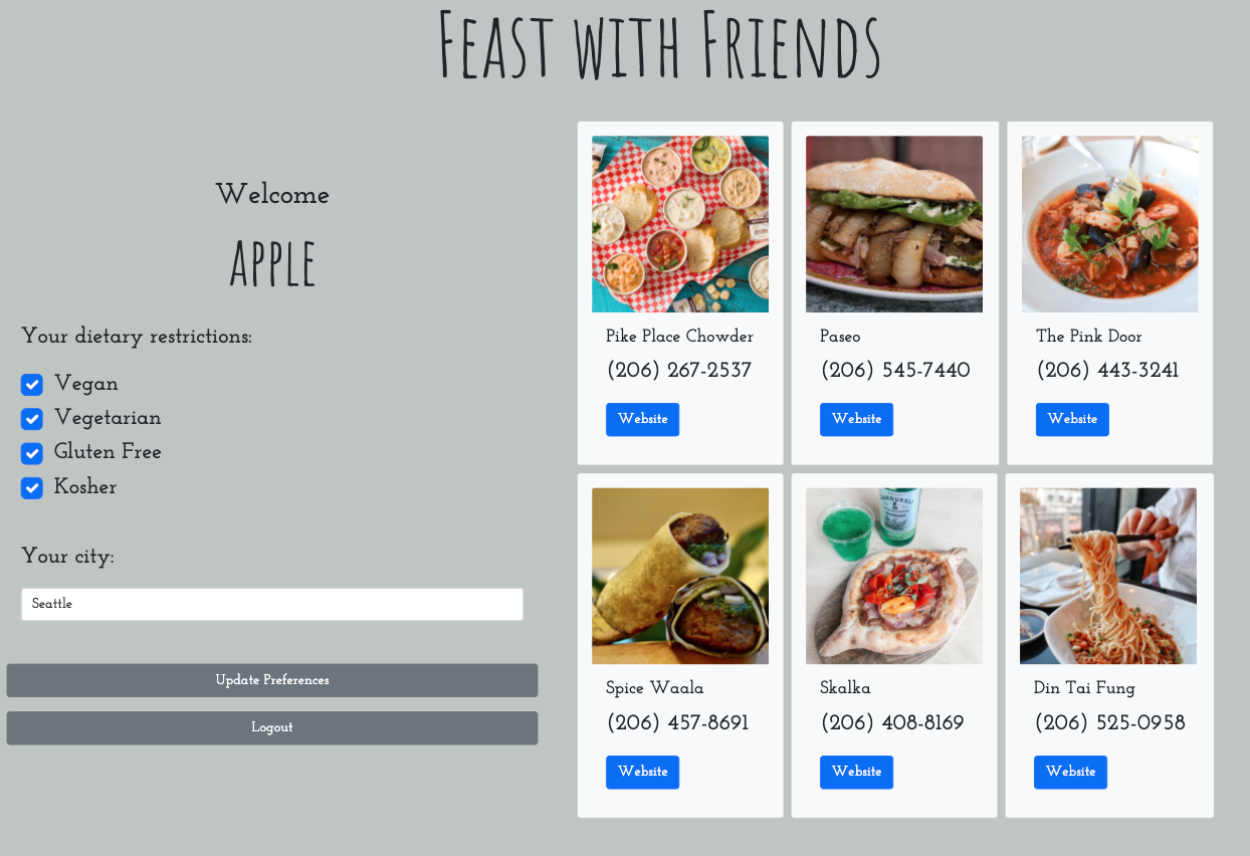 Feast with Friends
Welcome
APPLE
Your dietary restrictions:
Vegan
Vegetarian
Gluten Free
Kosher
Your city:
Seattle
Update Preferences
Logout
Pike Place Chowder
(206) 267-2537
Website
Paseo
(206) 545-7440
Website
The Pink Door
(206) 443-3241
Website
Spice Waala
(206) 457-8691
Website
Skalka
(206) 408-8169
Website
Din Tai Fung
(206) 525-0958
Website